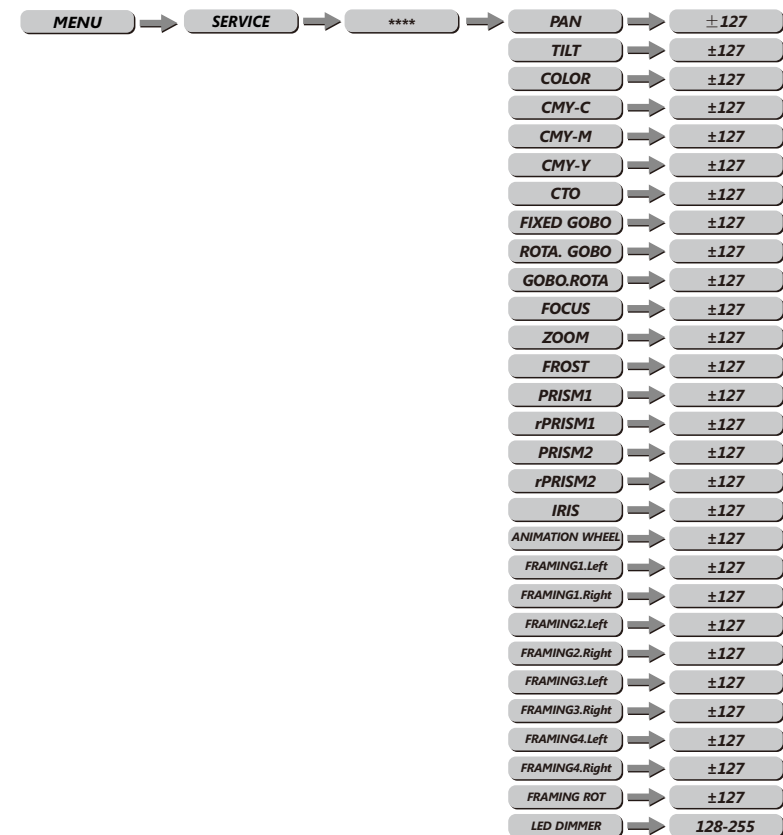 MENU SERVICE **** PAN ±127
TILT ±127
COLOR ±127
CMY-C ±127
CMY-M ±127
CMY-Y ±127
CTO ±127
FIXED GOBO ±127
ROTA. GOBO ±127
GOBO.ROTA ±127
FOCUS ±127
ZOOM ±127
FROST ±127
PRISM1 ±127
rPRISM1 ±127
PRISM2 ±127
rPRISM2 ±127
IRIS ±127
ANIMATION WHEEL ±127
FRAMING1.Left ±127
FRAMING1.Right ±127
FRAMING2.Left ±127
FRAMING2.Right ±127
FRAMING3.Left ±127
FRAMING3.Right ±127
FRAMING4.Left ±127
FRAMING4.Right ±127
FRAMING ROT ±127
LED DIMMER 128-255